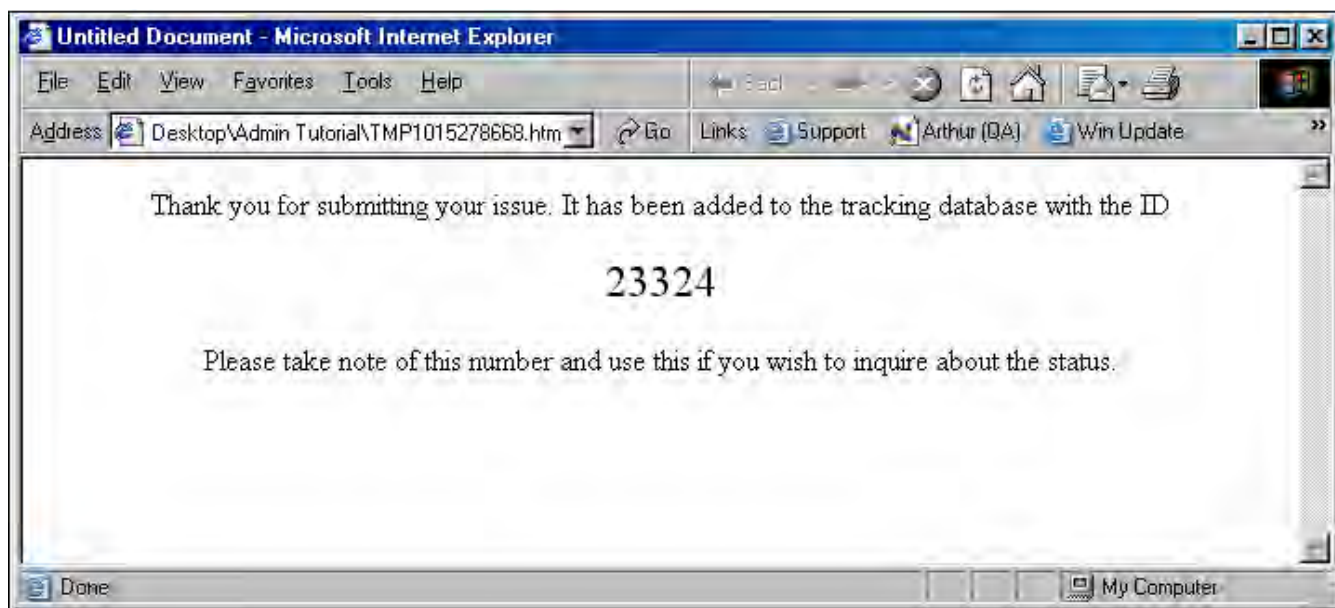 Untitled Document - Microsoft Internet Explorer
File Edit View Favorites Tools Help Back
Address Desktop\Admin Tutorial\TMP1015278668.htm Go Links Support Arthur (QA) Win Update »
Thank you for submitting your issue. It has been added to the tracking database with the ID
23324
Please take note of this number and use this if you wish to inquire about the status.
Done My Computer